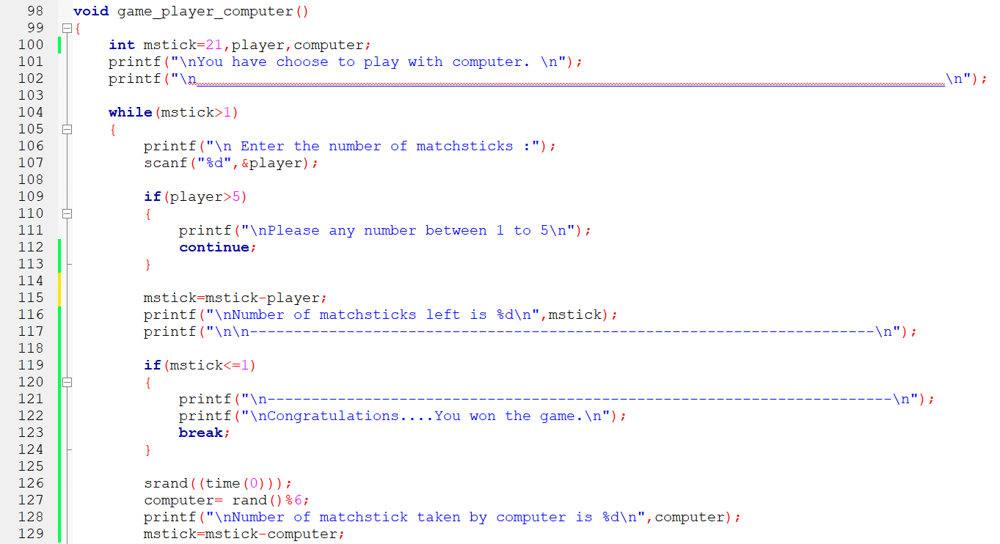 98 void game_player_computer()
99 {
100 int mstick=21,player,computer;
101 printf("\nYou have choose to play with computer. \n");
102 printf("\n_____________________________________________________________________________________\n");
103
104 while(mstick>1)
105 {
106 printf("\n Enter the number of matchsticks :");
107 scanf("%d",&player);
108
109 if(player>5)
110 {
111 printf("\nPlease any number between 1 to 5\n");
112 continue;
113 }
114
115 mstick=mstick-player;
116 printf("\nNumber of matchsticks left is %d\n",mstick);
117 printf("\n\n-----------------------------------------------------------------------\n");
118
119 if(mstick<=1)
120 {
121 printf("\n-----------------------------------------------------------------------\n");
122 printf("\nCongratulations....You won the game.\n");
123 break;
124 }
125
126 srand((time(0)));
127 computer= rand()%6;
128 printf("\nNumber of matchstick taken by computer is %d\n",computer);
129 mstick=mstick-computer;